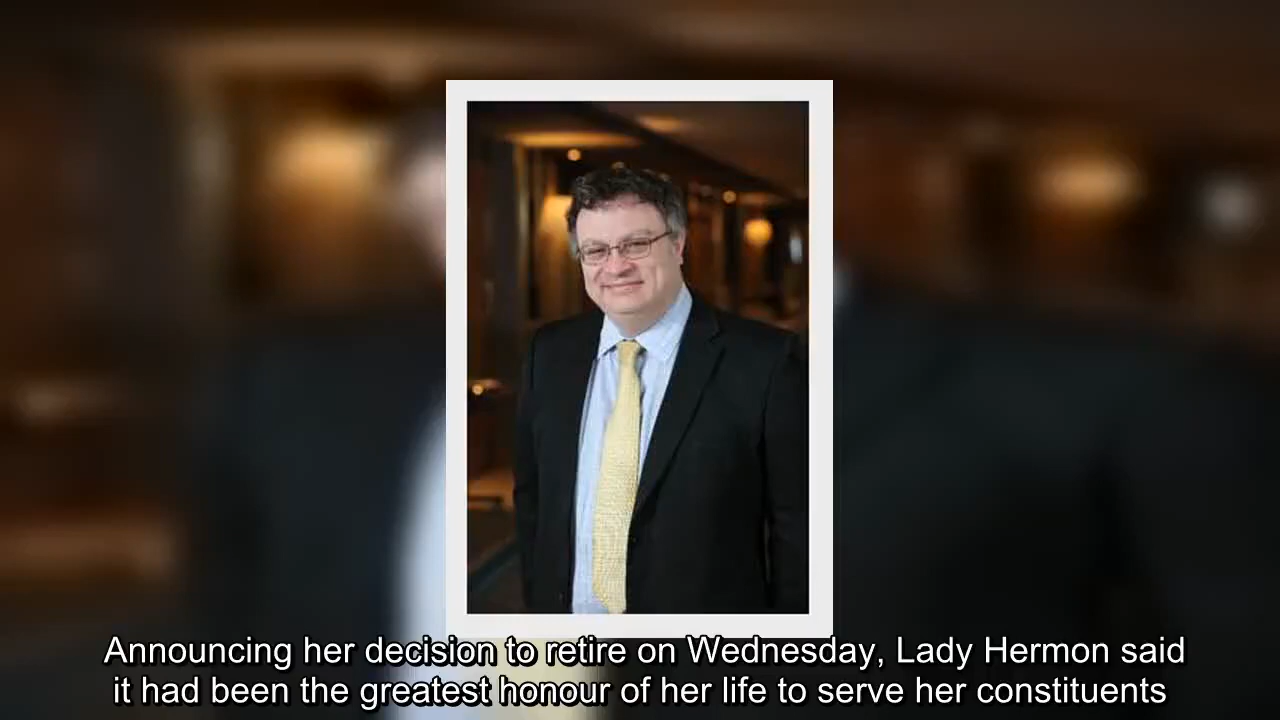 Announcing her decision to retire on Wednesday, Lady Hermon said
it had been the greatest honour of her life to serve her constituents